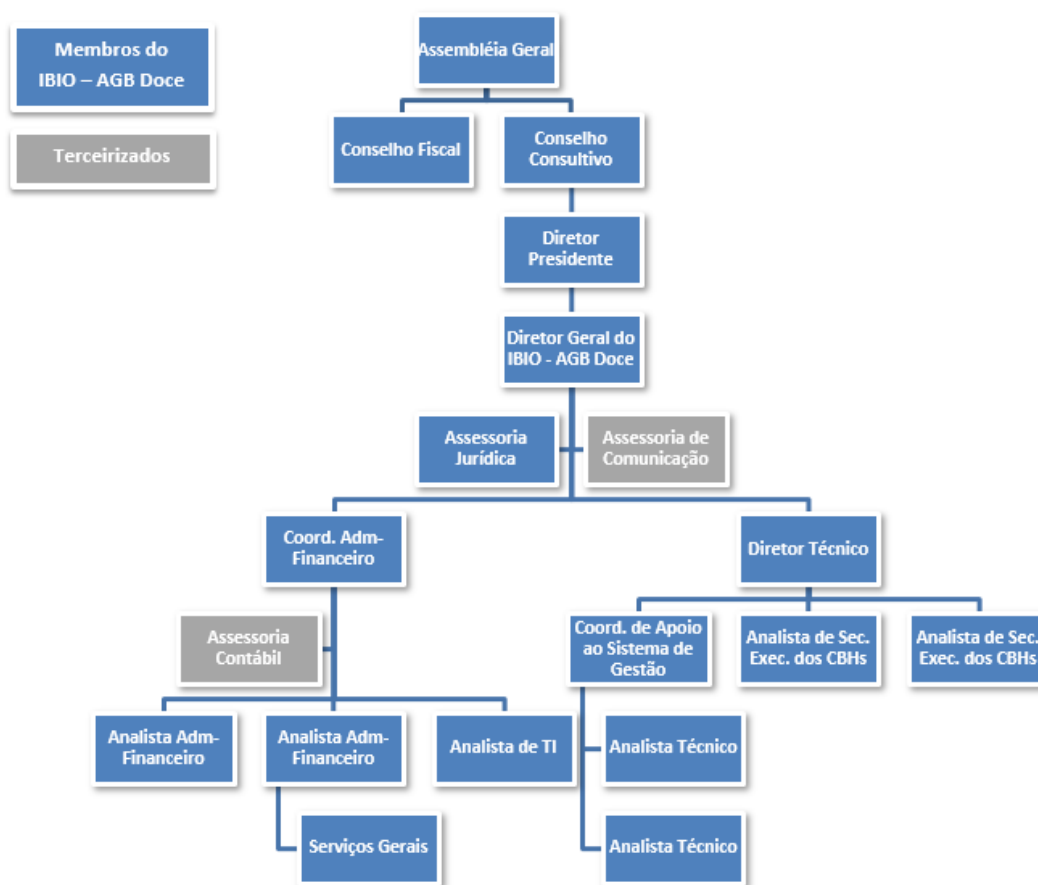 Membros do
IBIO – AGB Doce
Terceirizados
Assembléia Geral
Conselho Fiscal
Conselho
Consultivo
Diretor
Presidente
Diretor Geral do
IBIO - AGB Doce
Assessoria
Jurídica
Assessoria de
Comunicação
Coord. Adm-
Financeiro
Diretor Técnico
Assessoria
Contábil
Coord. de Apoio
ao Sistema de
Gestão
Analista de Sec.
Exec. dos CBHs
Analista de Sec.
Exec. dos CBHs
Analista Adm-
Financeiro
Analista Adm-
Financeiro
Analista de TI
Analista Técnico
Serviços Gerais
Analista Técnico